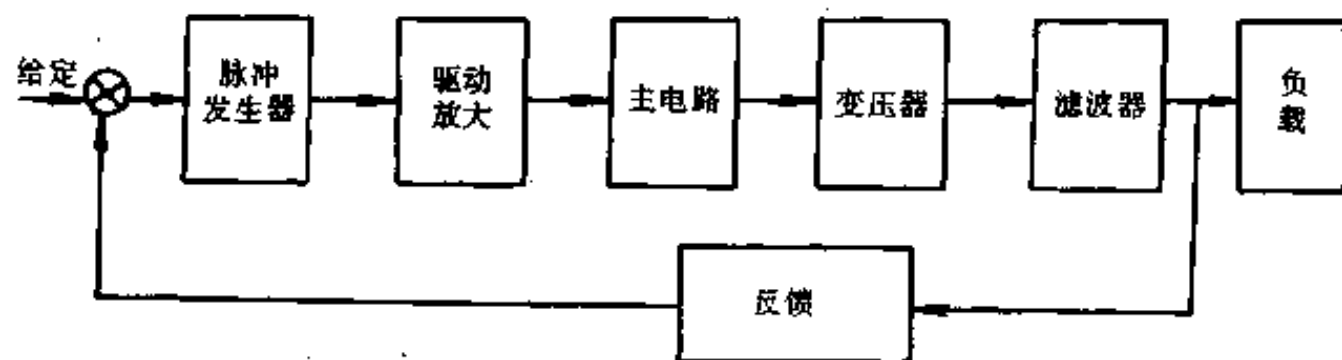 给定
脉冲
发生器
驱动
放大
主电路
变压器
滤波器
负
载
反馈